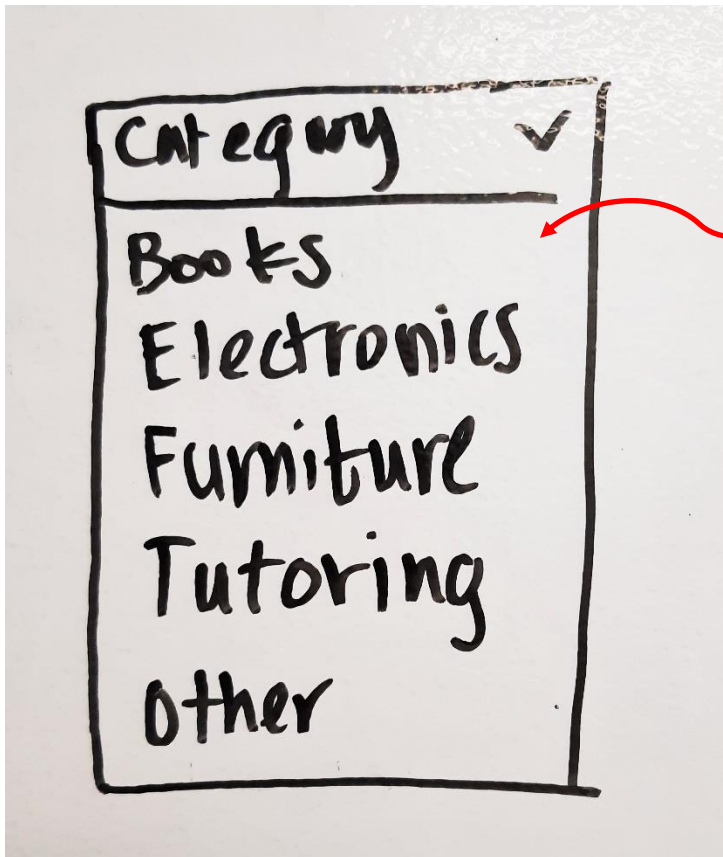 Category
Books
Electronics
Furniture
Tutoring
Other